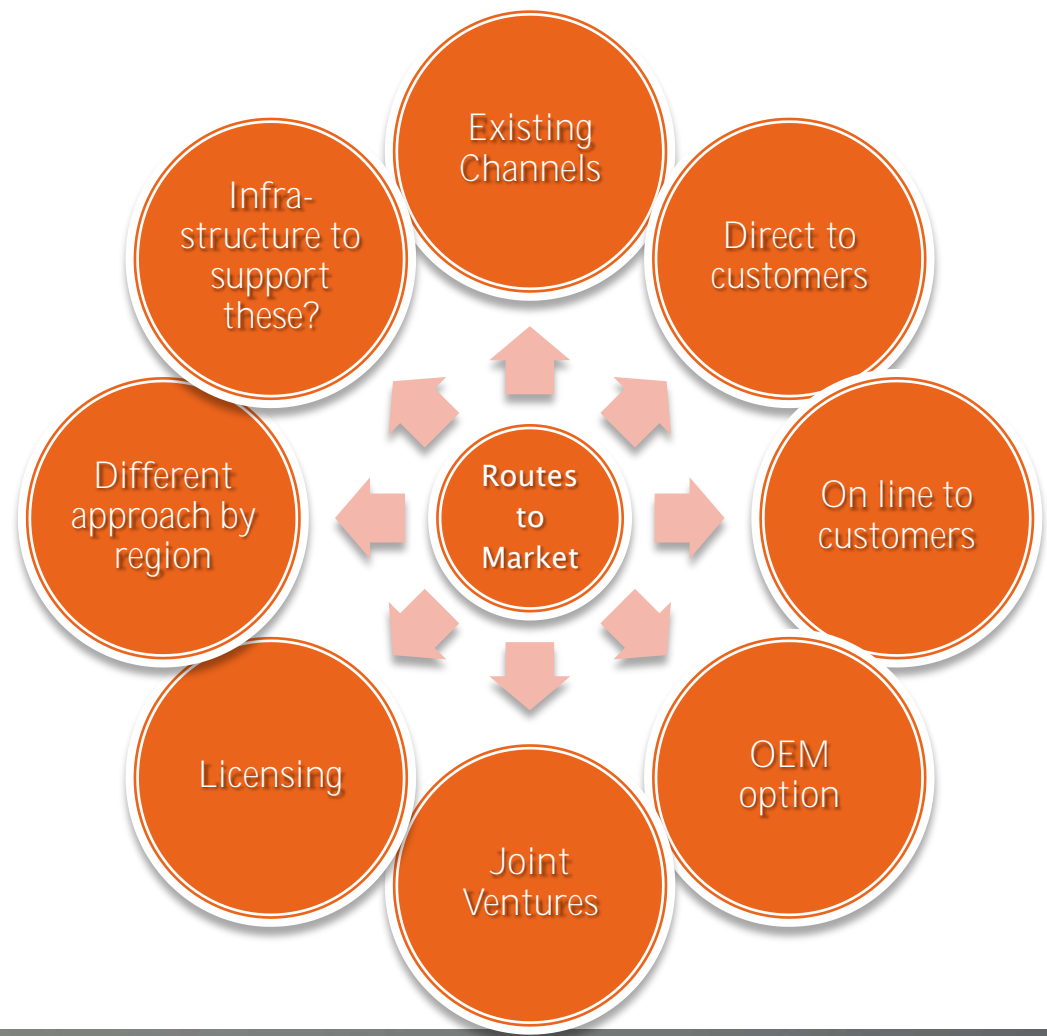 Existing
Channels
Direct to
customers
On line to
customers
OEM
option
Joint
Ventures
Licensing
Different
approach by
region
Infra-
structure to
support
these?
Routes
to
Market